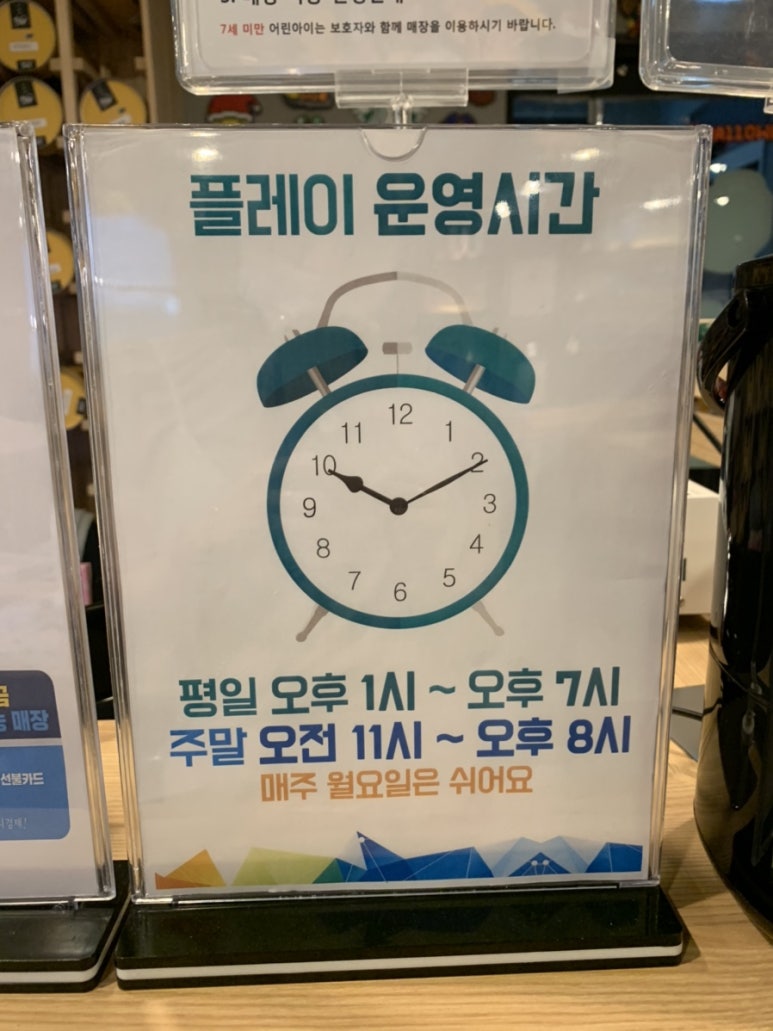 7세 미만 어린아이는 보호자와 함께 매장을 이용하시기 바랍니다.
플레이 운영시간
12
11 1
10 2
9 3
8 4
7 5
6
평일 오후 1시 ~ 오후 7시
주말 오전 11시 ~ 오후 8시
매주 월요일은 쉬어요
매장
선불카드